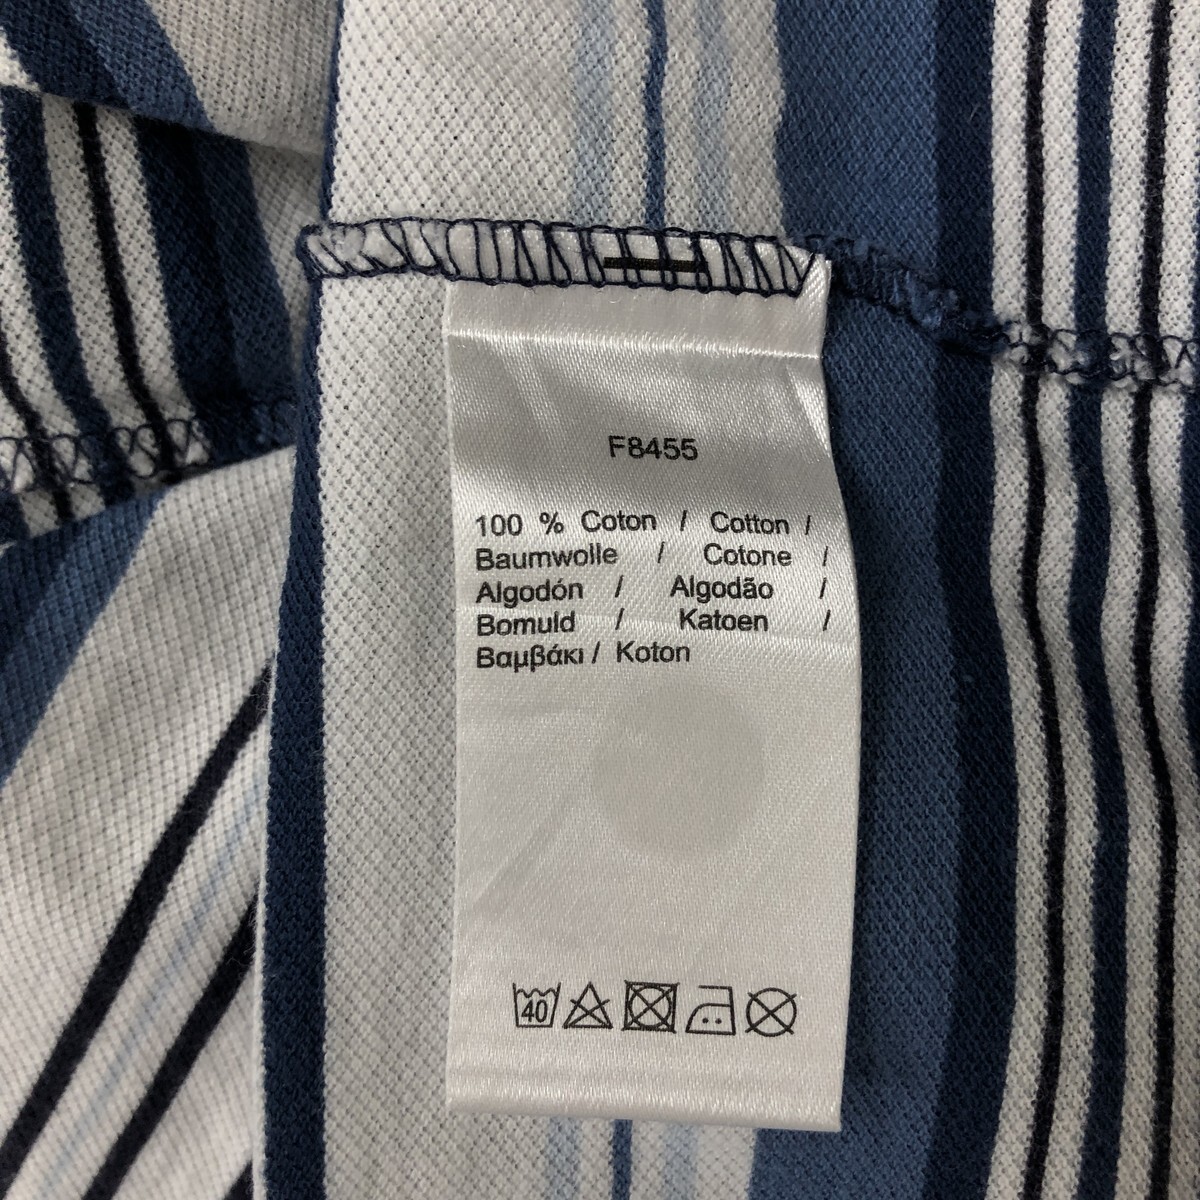 F8455
100 % Coton / Cotton /
Baumwolle / Cotone /
Algodón / Algodão /
Bomuld / Katoen /
Βαμβάκι / Koton
40